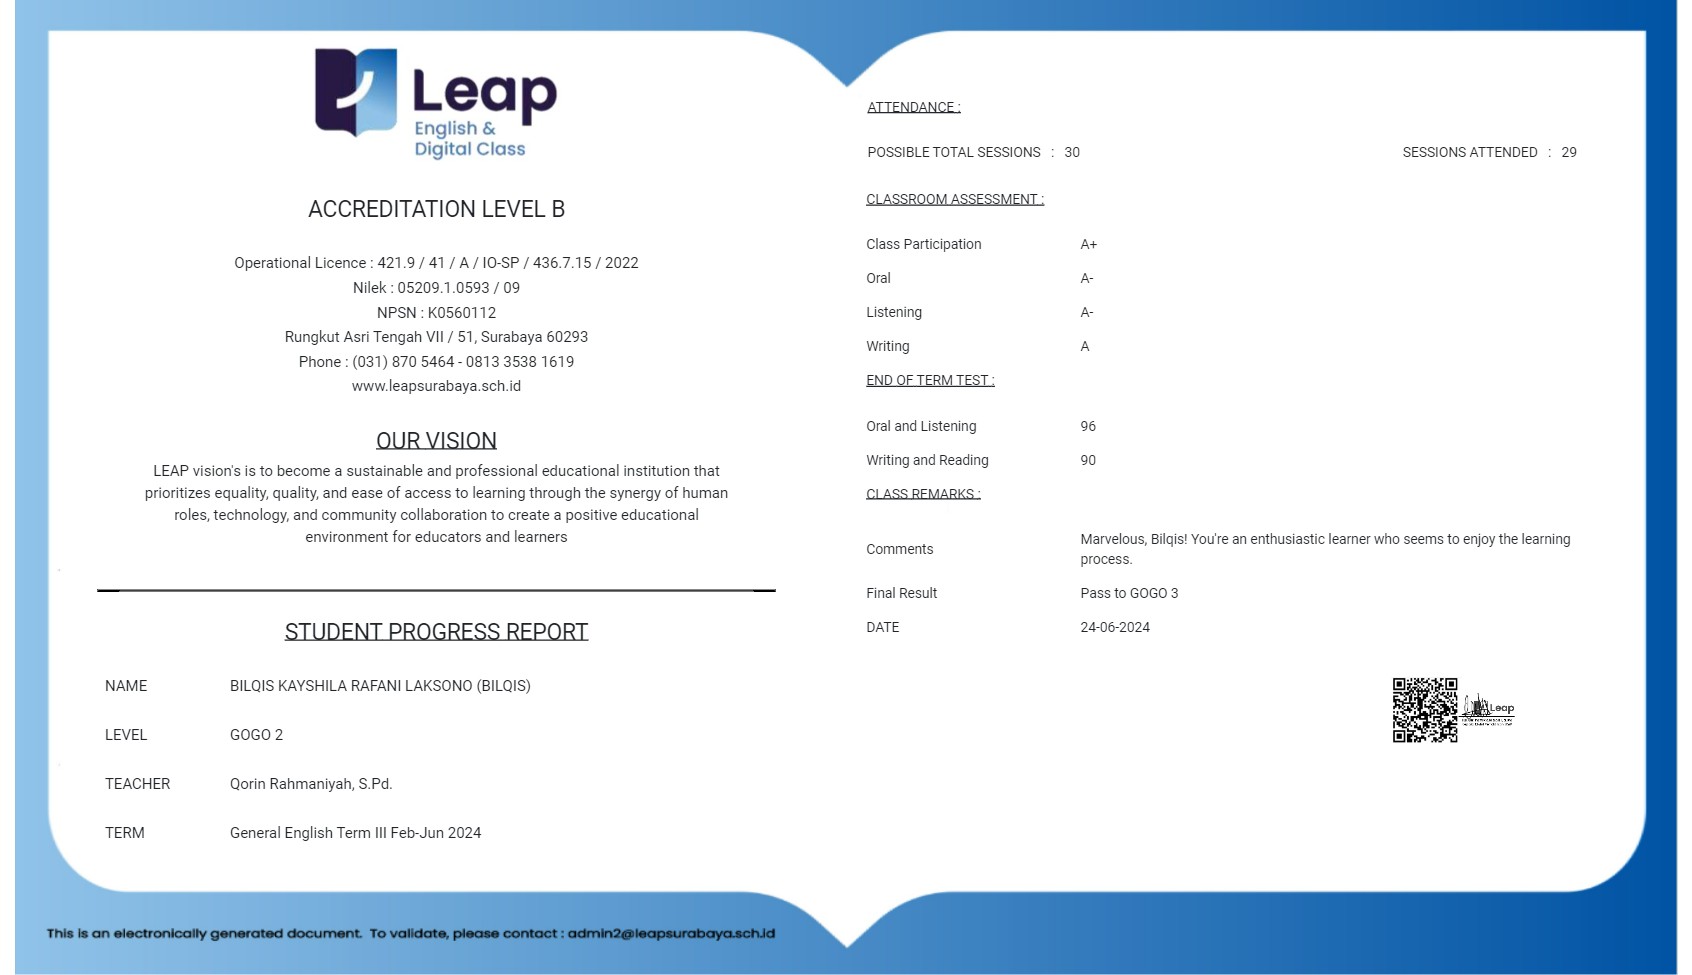 Leap
English &
Digital Class
ACCREDITATION LEVEL B
Operational Licence : 421.9 / 41 / A / IO-SP / 436.7.15 / 2022
Nilek : 05209.1.0593 / 09
NPSN : K0560112
Rungkut Asri Tengah VII / 51, Surabaya 60293
Phone : (031) 870 5464 - 0813 3538 1619
www.leapsurabaya.sch.id
OUR VISION
LEAP vision's is to become a sustainable and professional educational institution that
prioritizes equality, quality, and ease of access to learning through the synergy of human
roles, technology, and community collaboration to create a positive educational
environment for educators and learners
STUDENT PROGRESS REPORT
NAME BILQIS KAYSHILA RAFANI LAKSONO (BILQIS)
LEVEL GOGO 2
TEACHER Qorin Rahmaniyah, S.Pd.
TERM General English Term III Feb-Jun 2024
ATTENDANCE :
POSSIBLE TOTAL SESSIONS : 30 SESSIONS ATTENDED : 29
CLASSROOM ASSESSMENT :
Class Participation A+
Oral A-
Listening A-
Writing A
END OF TERM TEST :
Oral and Listening 96
Writing and Reading 90
CLASS REMARKS :
Comments Marvelous, Bilqis! You're an enthusiastic learner who seems to enjoy the learning
process.
Final Result Pass to GOGO 3
DATE 24-06-2024
Leap
This is an electronically generated document. To validate, please contact : admin2@leapsurabaya.sch.id